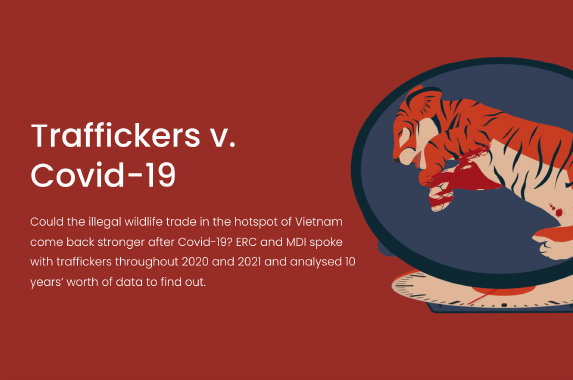 Traffickers v.
Covid-19
Could the illegal wildlife trade in the hotspot of Vietnam
come back stronger after Covid-19? ERC and MDI spoke
with traffickers throughout 2020 and 2021 and analysed 10
years’ worth of data to find out.